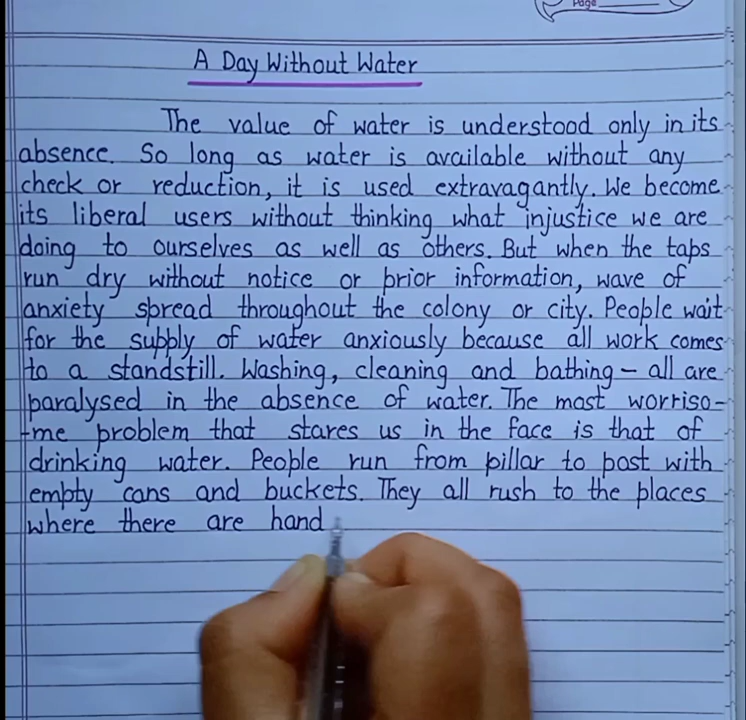 Page
A Day Without Water
The value of water is understood only in its
absence. So long as water is available without any
check or reduction, it is used extravagantly. We become
its liberal users without thinking what injustice we are
doing to ourselves as well as others. But when the taps
run dry without notice or prior information, wave of
anxiety spread throughout the colony or city. People wait
for the supply of water anxiously because all work comes
to a standstill. Washing, cleaning and bathing – all are
paralysed in the absence of water. The most worriso-
-me problem that stares us in the face is that of
drinking water. People run from pillar to post with
empty cans and buckets. They all rush to the places
where there are hand